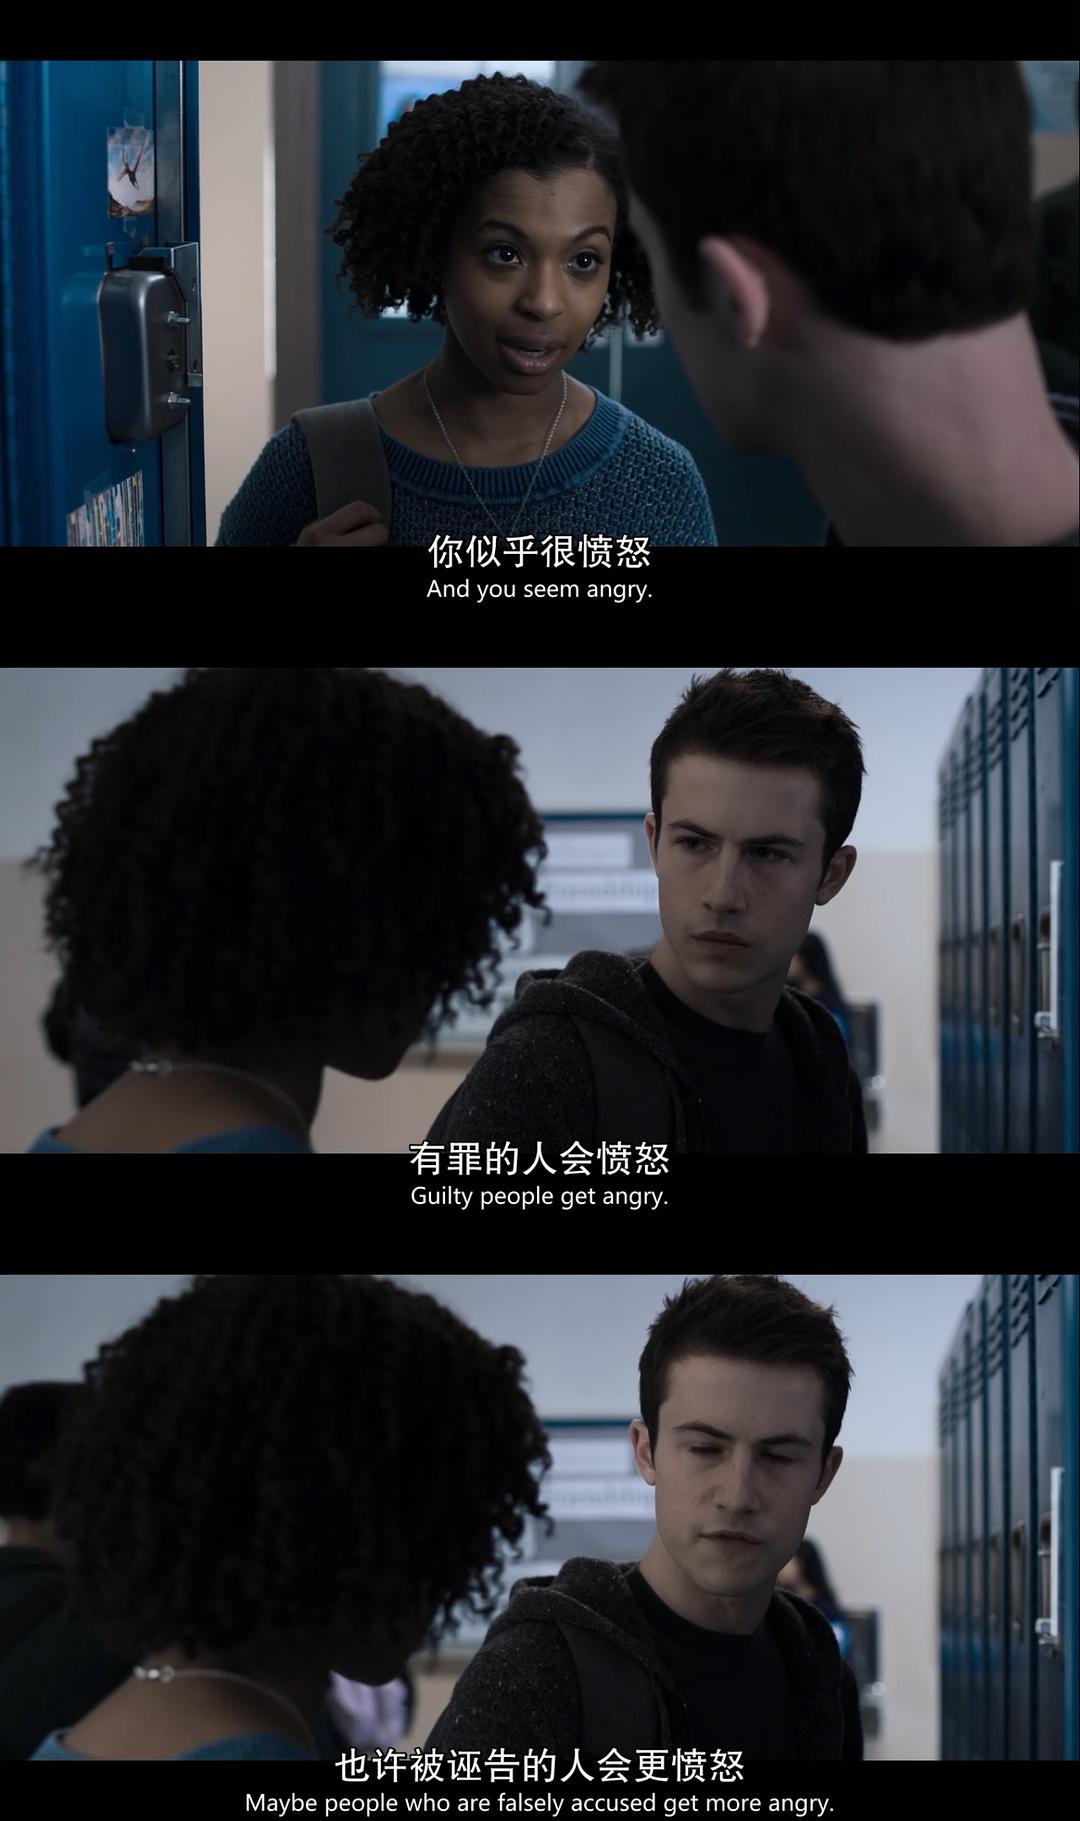 你似乎很愤怒
And you seem angry.
有罪的人会愤怒
Guilty people get angry.
也许被诬告的人会更愤怒
Maybe people who are falsely accused get more angry.